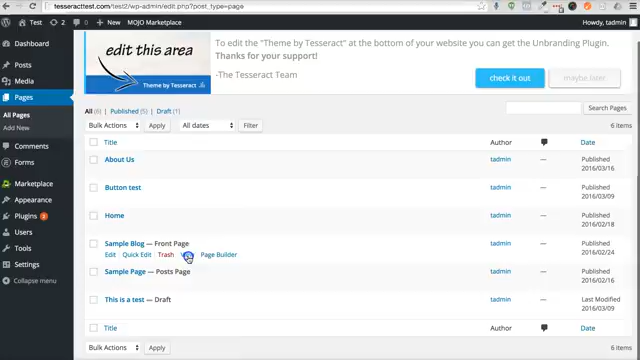 tesseracttest.com/test2/wp-admin/edit.php?post_type=page
Test 2 0 + New MOJO Marketplace
Howdy, tadmin
Dashboard
Posts
Media
Pages
All Pages
Add New
Comments
Forms
Marketplace
Appearance
Plugins 3
Users
Tools
Settings
Collapse menu
edit this area
Theme by Tesseract
To edit the "Theme by Tesseract" at the bottom of your website you can get the Unbranding Plugin.
Thanks for your support!
-The Tesseract Team
check it out
maybe later
All (6) | Published (5) | Draft (1)
Search Pages
Bulk Actions Apply All dates Filter
6 items
Title Author Date
About Us tadmin — Published
2016/03/16
Button test tadmin — Published
2016/03/09
Home tadmin — Published
2016/02/18
Sample Blog — Front Page tadmin — Published
2016/02/24
Edit Quick Edit Trash Page Builder
Sample Page — Posts Page tadmin — Published
2016/02/16
This is a test — Draft tadmin — Last Modified
2016/03/09
Title Author Date
Bulk Actions Apply
6 items